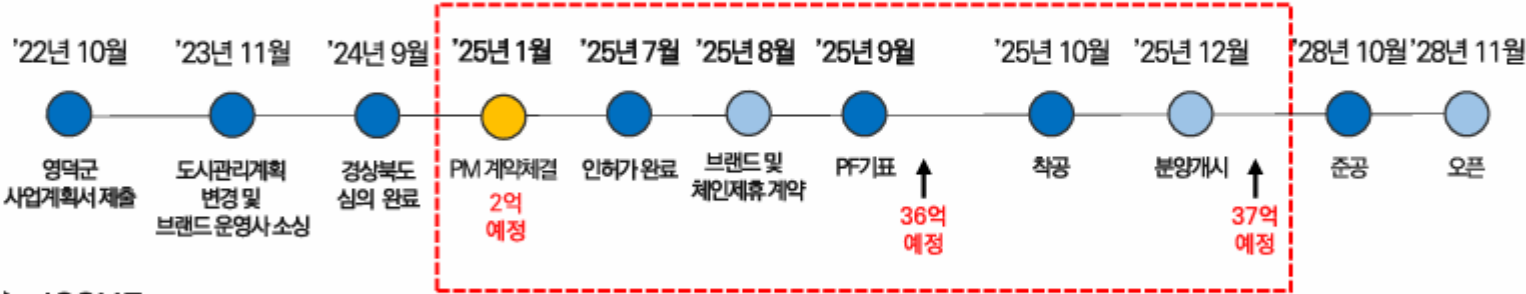 '22년 10월
'23년 11월
'24년 9월
'25년 1월
'25년 7월
'25년 8월
'25년 9월
'25년 10월
'25년 12월
'28년 10월
'28년 11월
영덕군
사업계획서 제출
도시관리계획
변경 및
브랜드 운영사 소싱
경상북도
심의 완료
PM 계약체결
2억
예정
인허가 완료
브랜드 및
체인제휴 계약
PF기표
36억
예정
착공
분양개시
37억
예정
준공
오픈